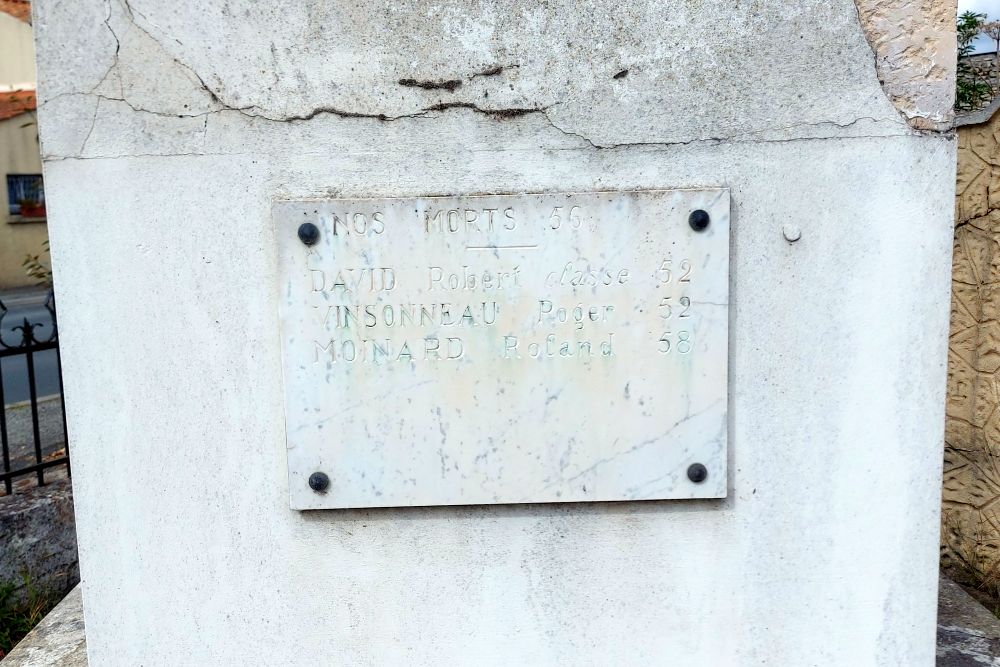 NOS MORTS 56
DAVID Robert classe 52
VINSONNEAU Roger 52
MOINARD Roland 58